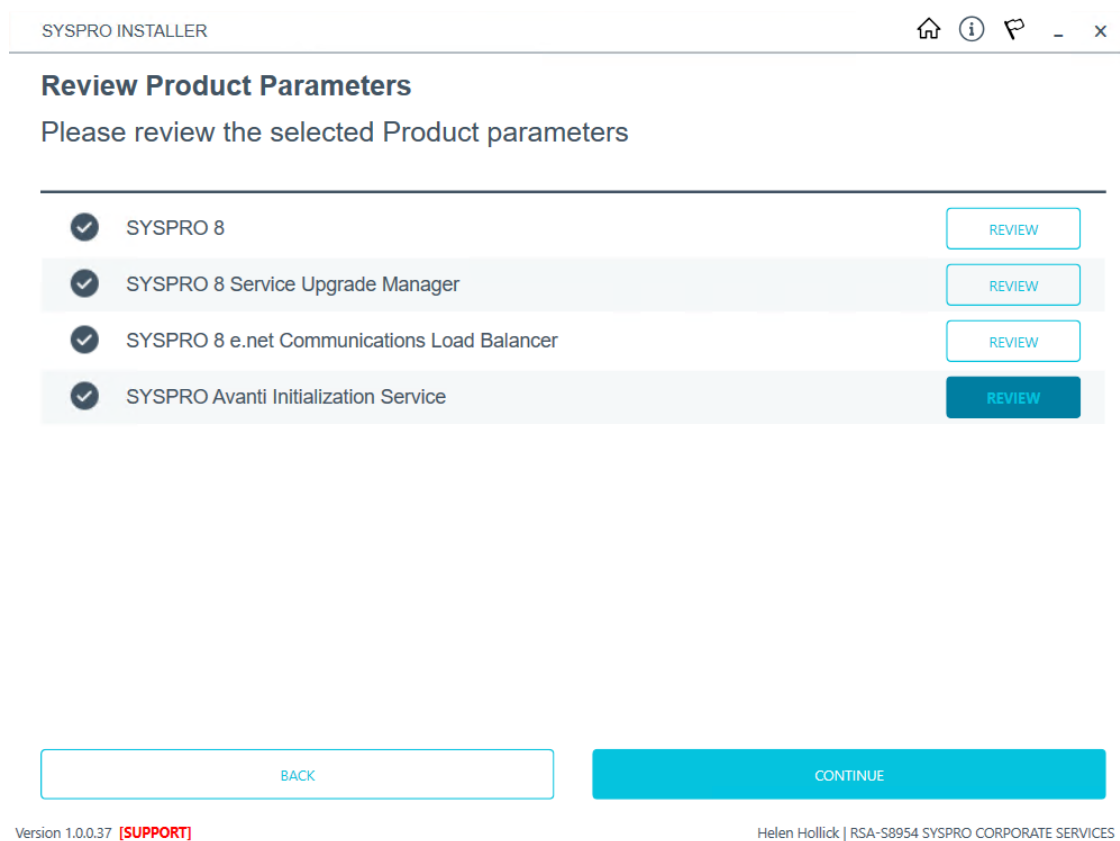 SYSPRO INSTALLER
Review Product Parameters
Please review the selected Product parameters
SYSPRO 8 REVIEW
SYSPRO 8 Service Upgrade Manager REVIEW
SYSPRO 8 e.net Communications Load Balancer REVIEW
SYSPRO Avanti Initialization Service REVIEW
BACK CONTINUE
Version 1.0.0.37 [SUPPORT] Helen Hollick | RSA-S8954 SYSPRO CORPORATE SERVICES